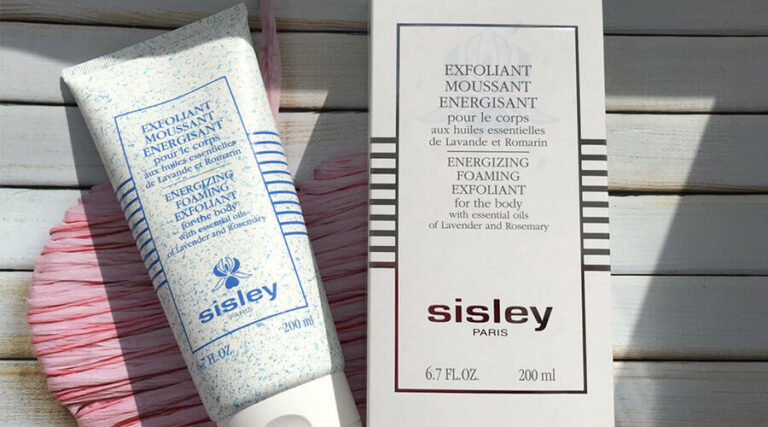 EXFOLIANT
MOUSSANT
ENERGISANT
pour le corps
aux huiles essentielles
de Lavande et Romarin
ENERGIZING
FOAMING
EXFOLIANT
for the body
with essential oils
of Lavender and Rosemary
sisley
PARIS
6.7 FL.OZ. 200 ml
EXFOLIANT
MOUSSANT
ENERGISANT
pour le corps
aux huiles essentielles
de Lavande et Romarin
ENERGIZING
FOAMING
EXFOLIANT
for the body
with essential oils
of Lavender and Rosemary
sisley
PARIS
6.7 FL.OZ. 200 ml